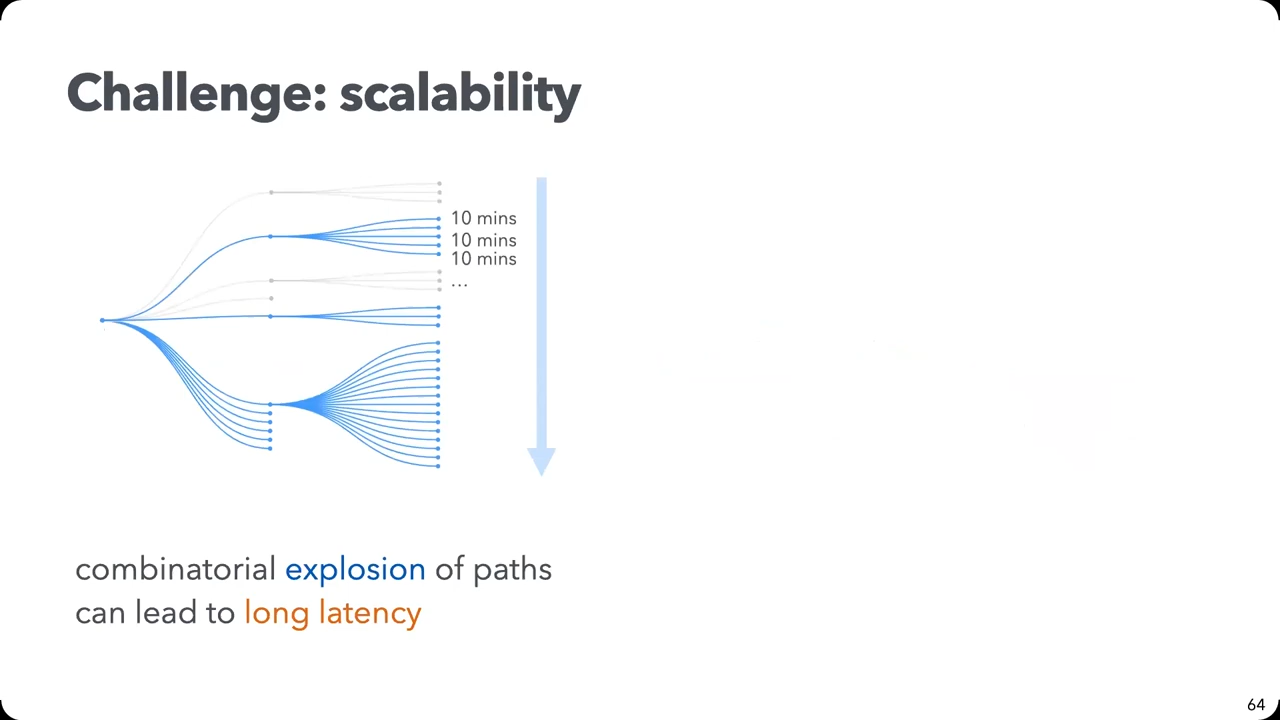 Challenge: scalability
10 mins
10 mins
10 mins
...
combinatorial explosion of paths
can lead to long latency
64